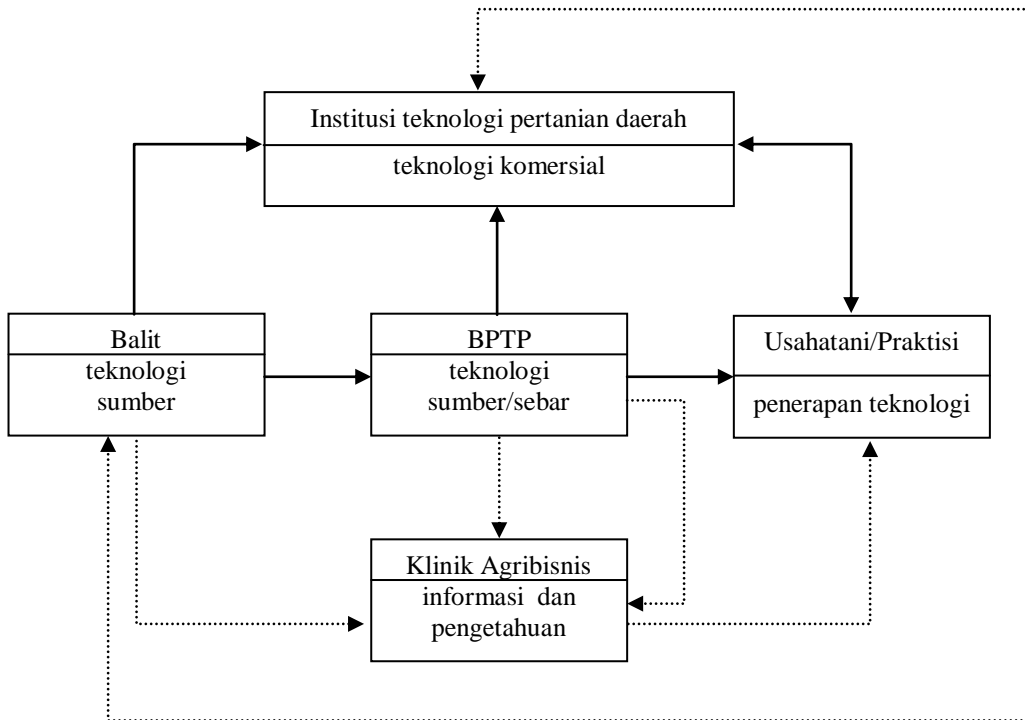 Institusi teknologi pertanian daerah
teknologi komersial
Balit
teknologi
sumber
BPTP
teknologi
sumber/sebar
Usahatani/Praktisi
penerapan teknologi
Klinik Agribisnis
informasi dan
pengetahuan